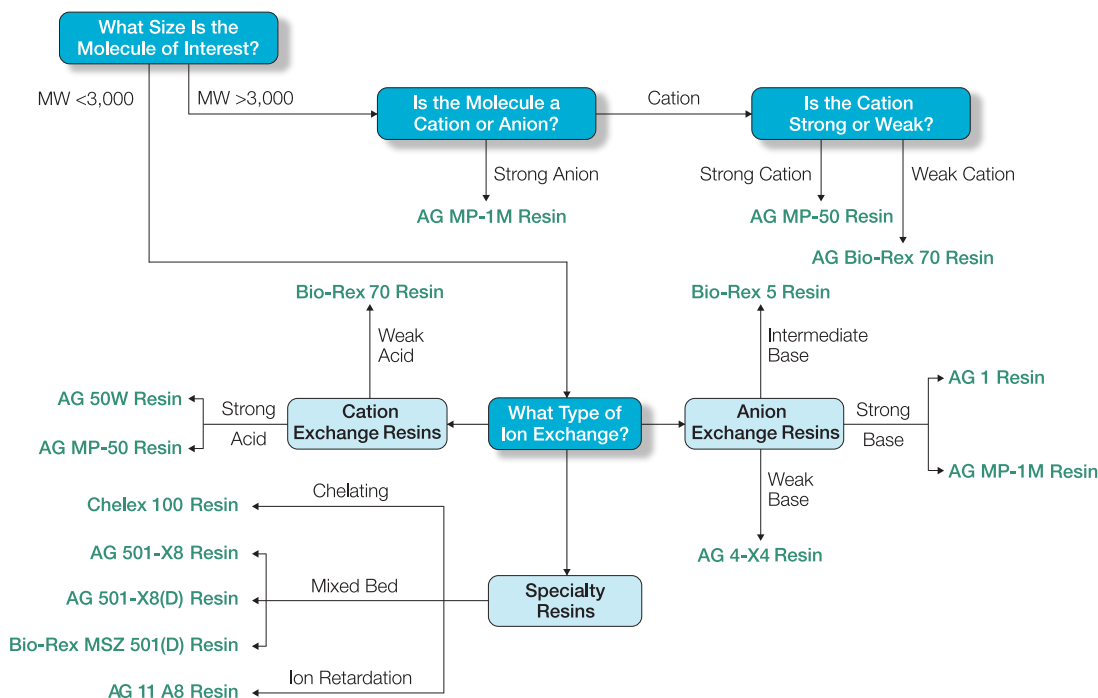 What Size Is the
Molecule of Interest?
MW <3,000
MW >3,000
Is the Molecule a
Cation or Anion?
Cation
Is the Cation
Strong or Weak?
Strong Anion
Strong Cation
Weak Cation
AG MP-1M Resin
AG MP-50 Resin
AG Bio-Rex 70 Resin
Bio-Rex 70 Resin
Bio-Rex 5 Resin
Weak
Acid
Intermediate
Base
AG 50W Resin
AG MP-50 Resin
Strong
Acid
Cation
Exchange Resins
What Type of
Ion Exchange?
Anion
Exchange Resins
Strong
Base
AG 1 Resin
AG MP-1M Resin
Weak
Base
AG 4-X4 Resin
Chelex 100 Resin
Chelating
AG 501-X8 Resin
AG 501-X8(D) Resin
Mixed Bed
Specialty
Resins
Bio-Rex MSZ 501(D) Resin
AG 11 A8 Resin
Ion Retardation